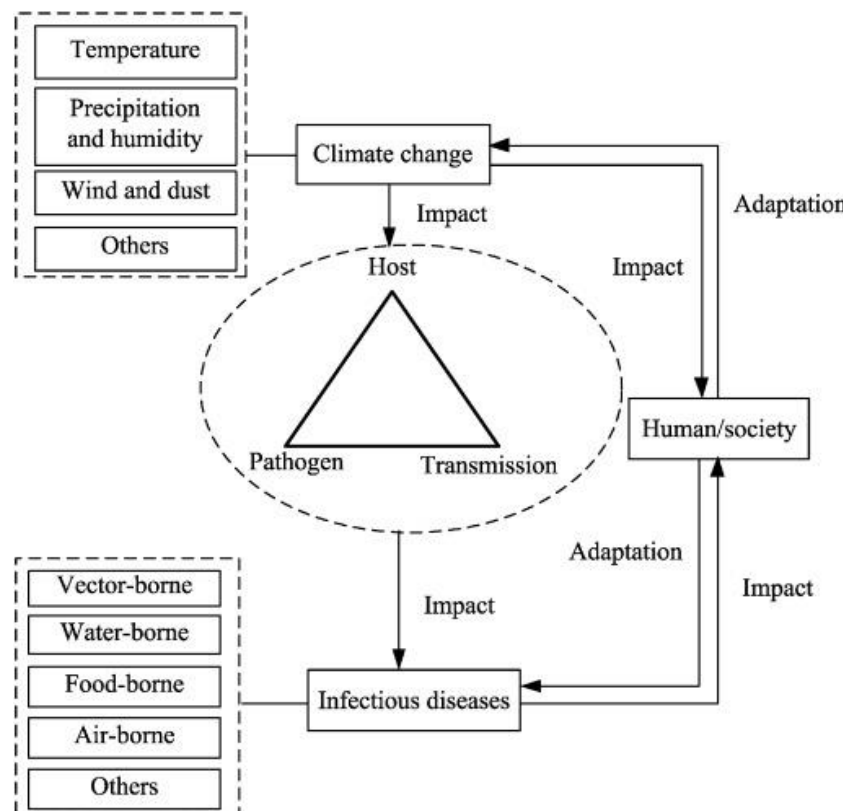 Temperature
Precipitation
and humidity
Wind and dust
Others
Climate change
Impact
Adaptation
Impact
Host
Pathogen
Transmission
Human/society
Adaptation
Impact
Impact
Vector-borne
Water-borne
Food-borne
Air-borne
Others
Infectious diseases